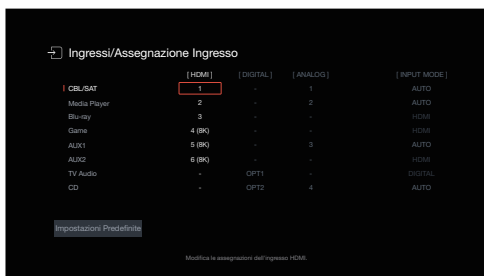 Ingressi/Assegnazione Ingresso
[ HDMI ] [ DIGITAL ] [ ANALOG ] [ INPUT MODE ]
CBL/SAT 1 - 1 AUTO
Media Player 2 - 2 AUTO
Blu-ray 3 - - HDMI
Game 4 (8K) - - HDMI
AUX1 5 (8K) - 3 AUTO
AUX2 6 (8K) - - HDMI
TV Audio - OPT1 - DIGITAL
CD - OPT2 4 AUTO
Impostazioni Predefinite
Modifica le assegnazioni dell'ingresso HDMI.